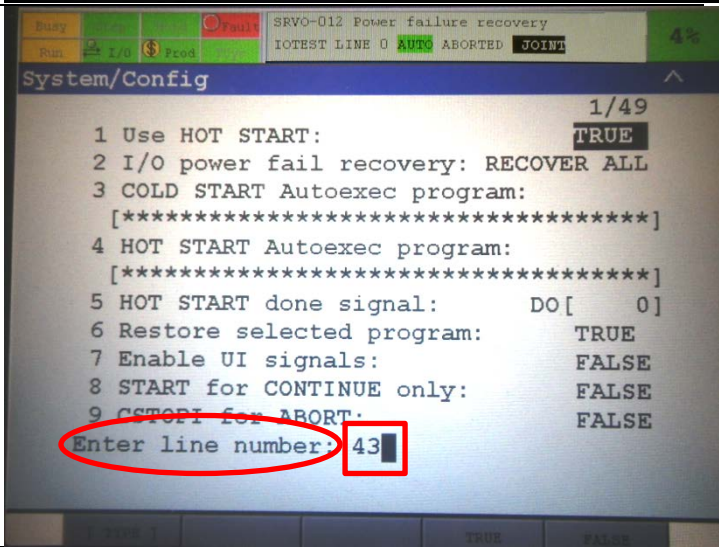 Busy Fault SRVO-012 Power failure recovery
Run I/O Prod IOTEST LINE 0 AUTO ABORTED JOINT 4%
System/Config
1/49
1 Use HOT START: TRUE
2 I/O power fail recovery: RECOVER ALL
3 COLD START Autoexec program:
[***************************************]
4 HOT START Autoexec program:
[***************************************]
5 HOT START done signal: DO[ 0]
6 Restore selected program: TRUE
7 Enable UI signals: FALSE
8 START for CONTINUE only: FALSE
9 CSTOPI for ABORT: FALSE
Enter line number: 43
[ TYPE ] TRUE FALSE